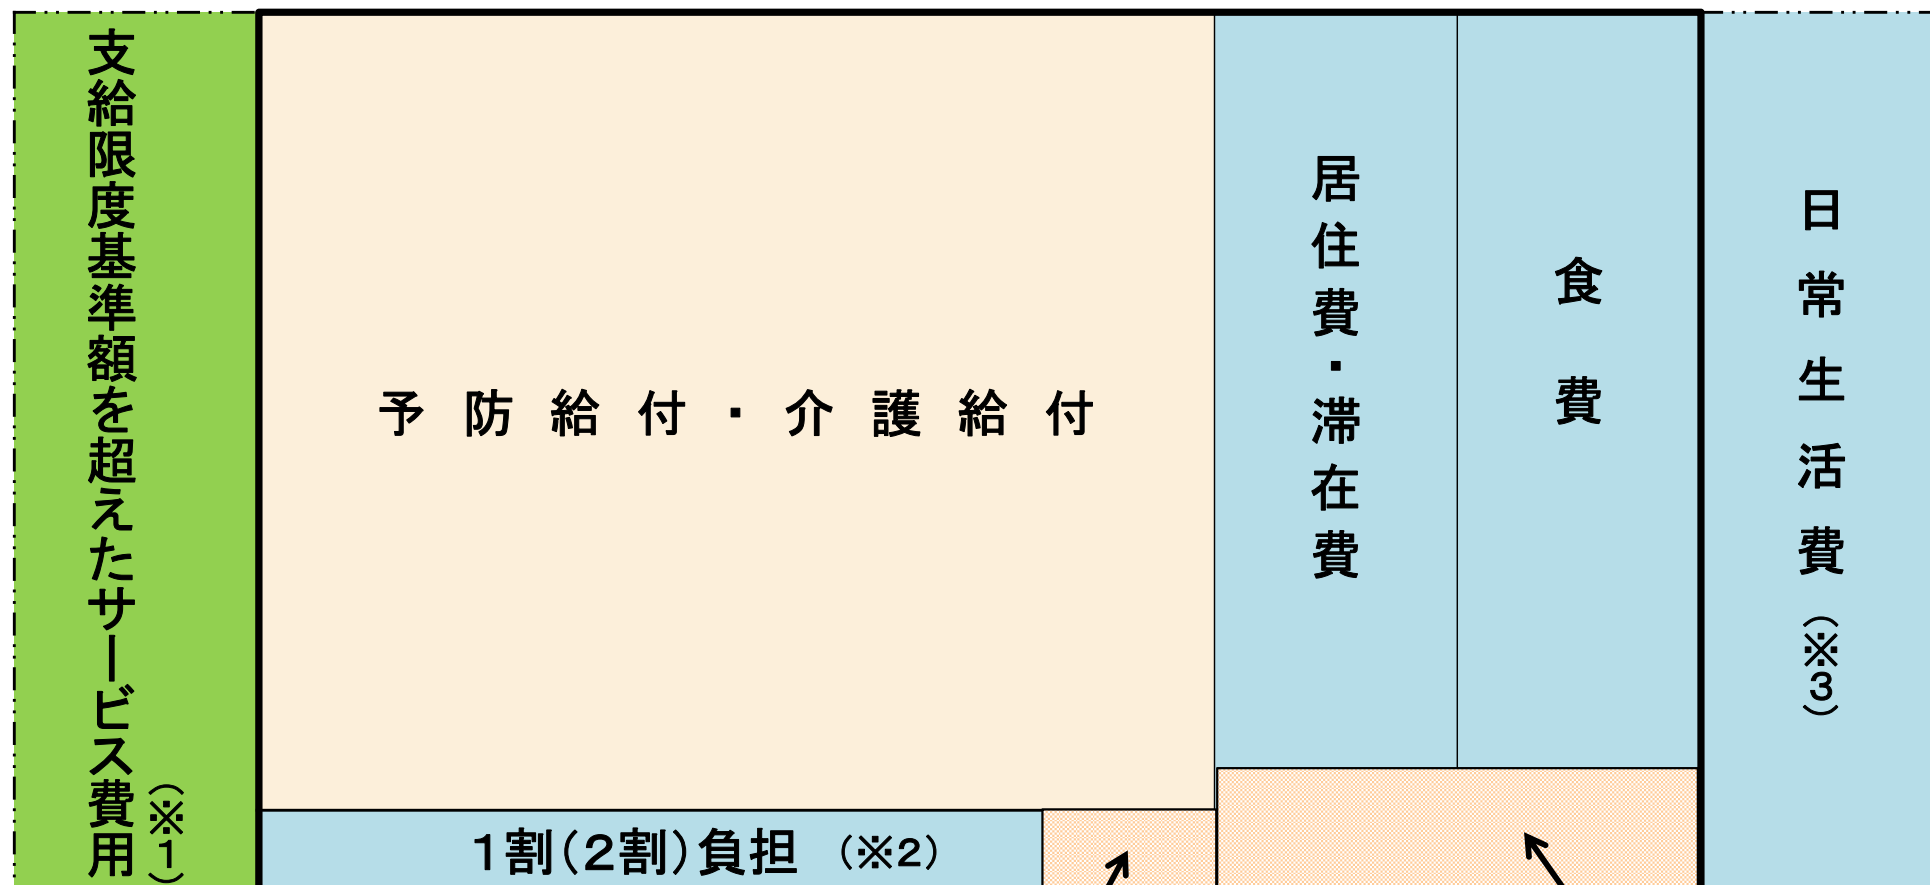 支給限度基準額を超えたサービス費用
（※１）
予防給付・介護給付
１割（２割）負担 （※２）
居住費・滞在費
食費
日常生活費（※３）